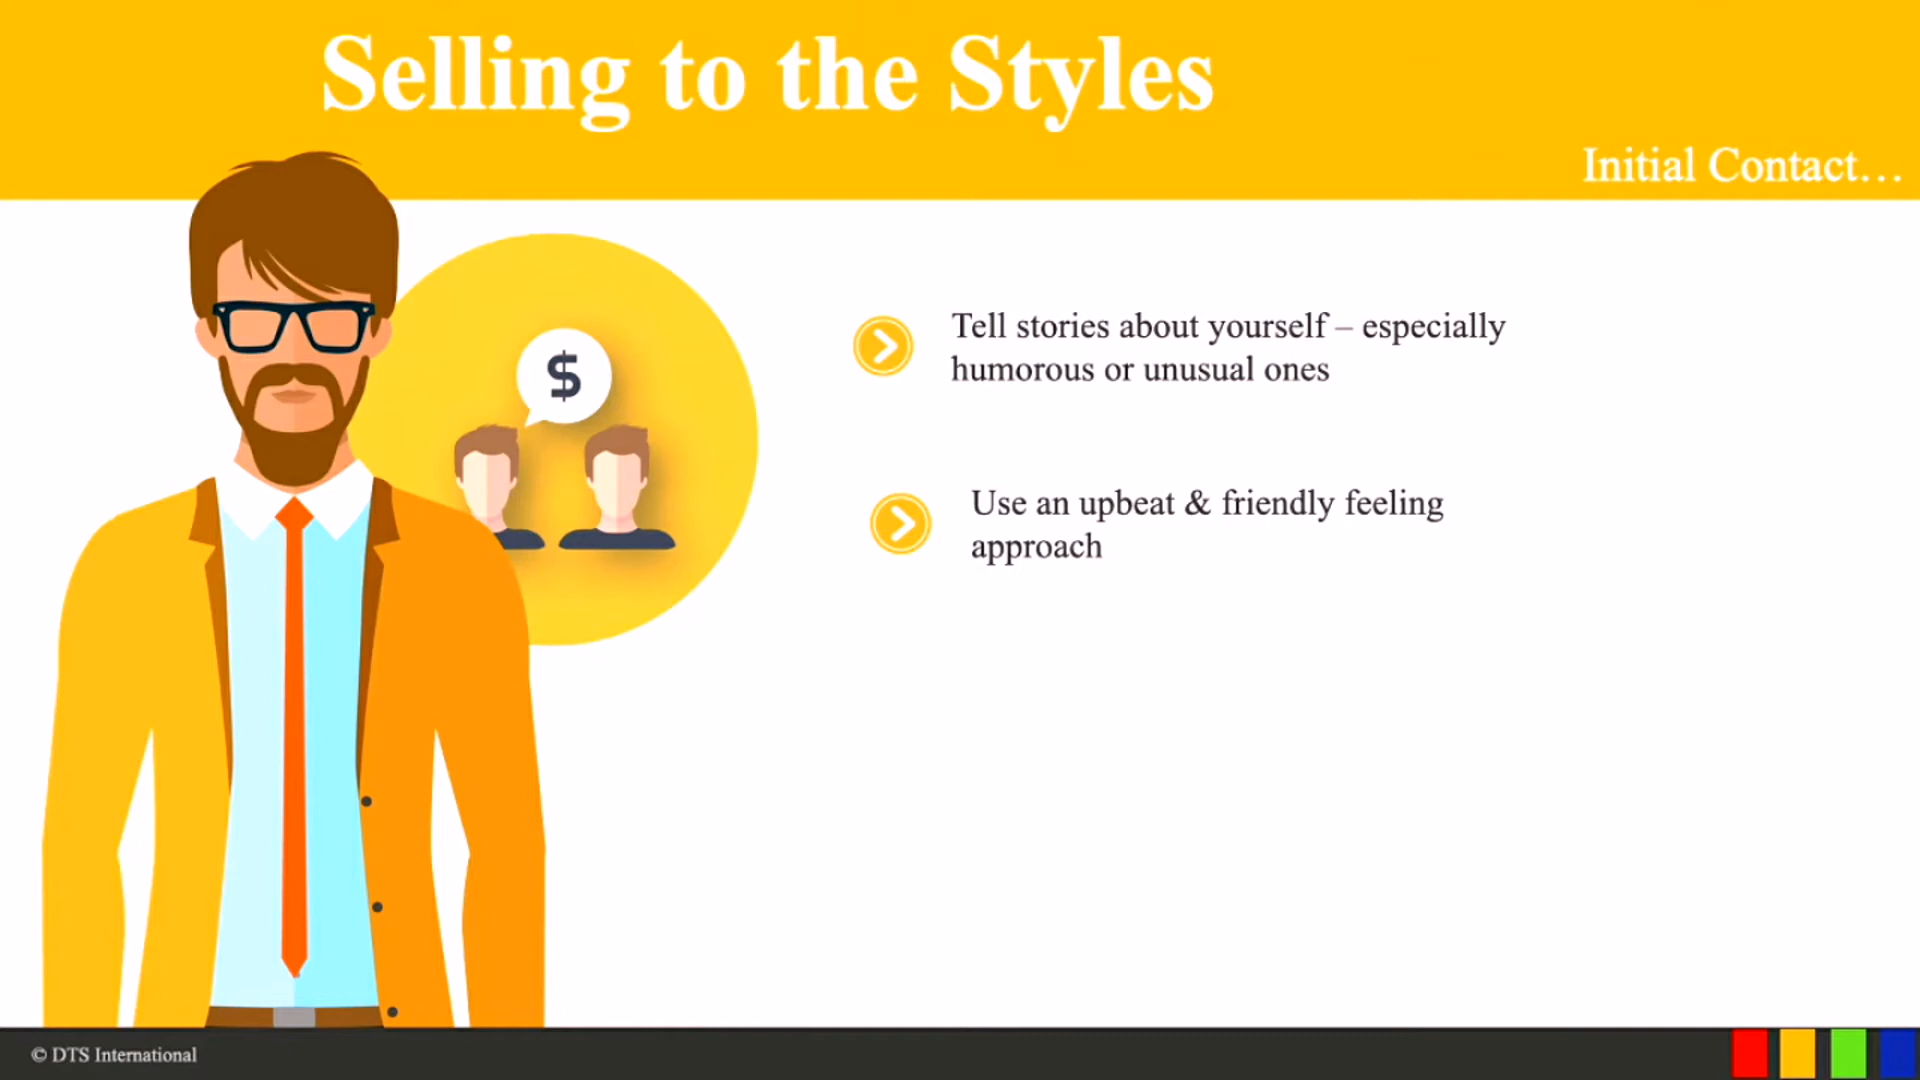 Selling to the Styles
Initial Contact…
$
Tell stories about yourself – especially
humorous or unusual ones
Use an upbeat & friendly feeling
approach
© DTS International